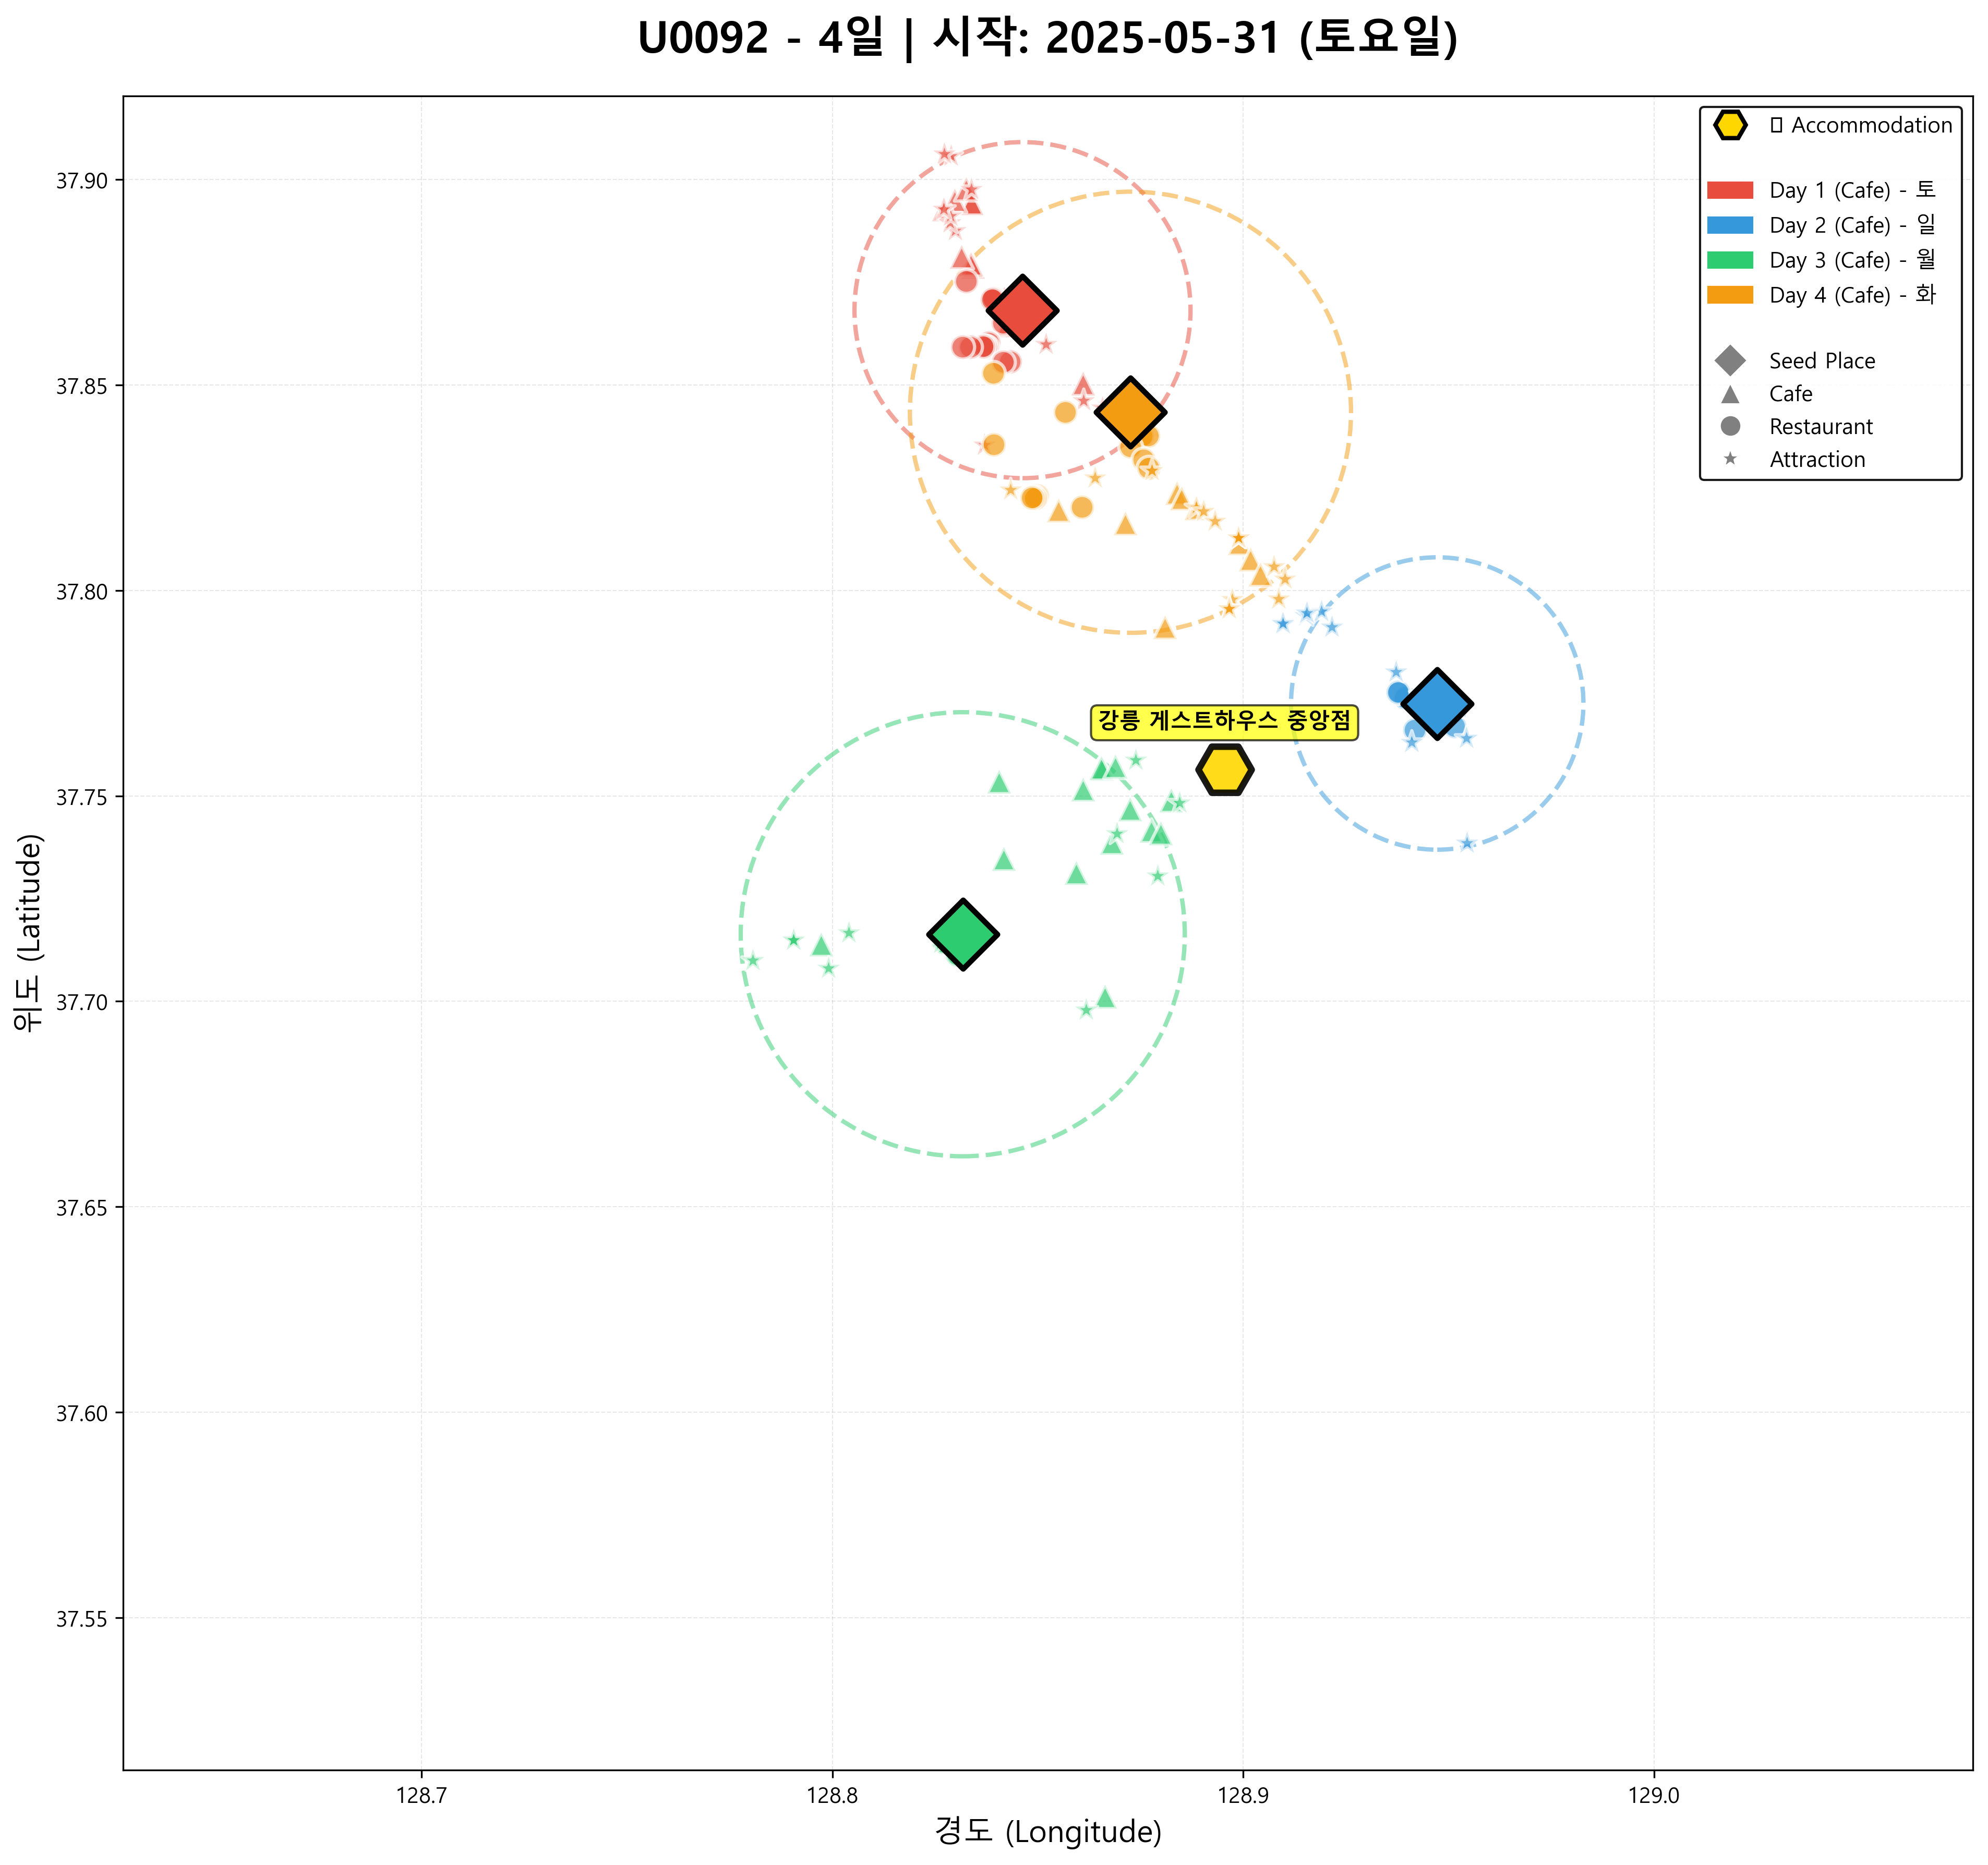 U0092 - 4일 | 시작: 2025-05-31 (토요일)
Accommodation
Day 1 (Cafe) - 토
Day 2 (Cafe) - 일
Day 3 (Cafe) - 월
Day 4 (Cafe) - 화
Seed Place
Cafe
Restaurant
Attraction
강릉 게스트하우스 중앙점
위도 (Latitude)
37.90
37.85
37.80
37.75
37.70
37.65
37.60
37.55
128.7
128.8
128.9
129.0
경도 (Longitude)